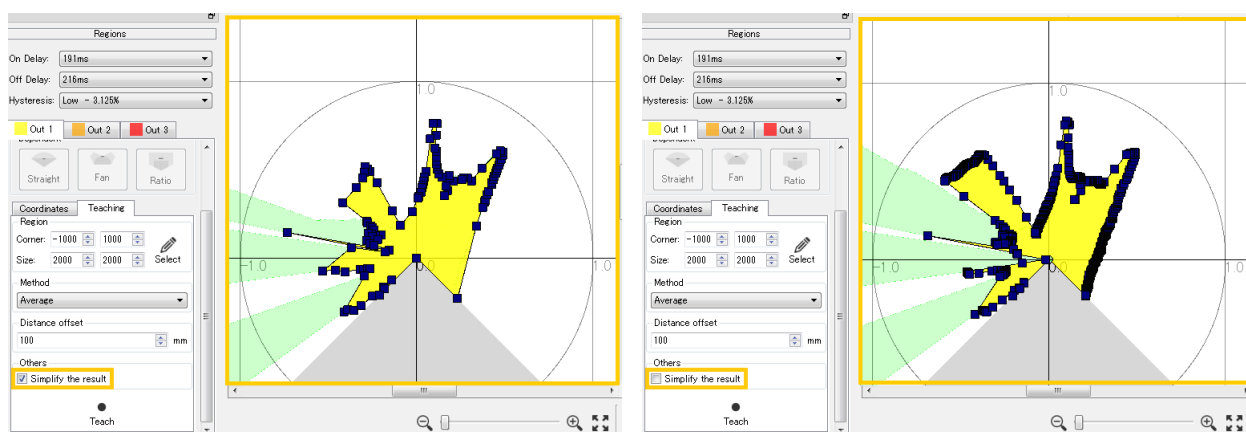 Regions
On Delay: 191ms
Off Delay: 216ms
Hysteresis: Low - 3.125%
Out 1 Out 2 Out 3
Dependent
Straight Fan Ratio
Coordinates Teaching
Region
Corner: -1000 1000
Size: 2000 2000 Select
Method
Average
Distance offset
100 mm
Others
Simplify the result
Teach
1.0
-1.0 0.0 1.0
Regions
On Delay: 191ms
Off Delay: 216ms
Hysteresis: Low - 3.125%
Out 1 Out 2 Out 3
Dependent
Straight Fan Ratio
Coordinates Teaching
Region
Corner: -1000 1000
Size: 2000 2000 Select
Method
Average
Distance offset
100 mm
Others
Simplify the result
Teach
1.0
-1.0 0.0 1.0